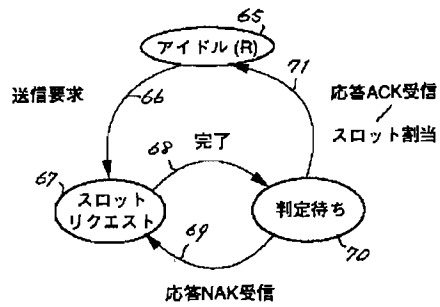 65
アイドル(R)
71
送信要求
66
応答ACK受信
スロット割当
68
完了
67
スロット
リクエスト
69
判定待ち
70
応答NAK受信